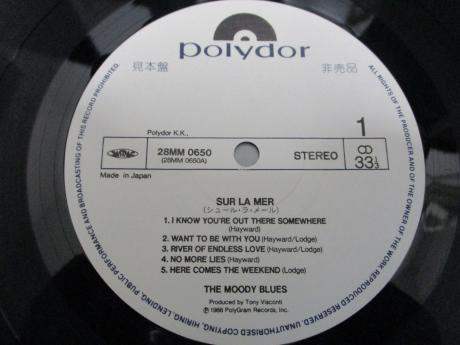 polydor
見本盤
非売品
Polydor K.K.,
28MM 0650
(28MM 0650A)
STEREO
1
33⅓
Made in Japan
SUR LA MER
(シュール・ラ・メール)
1. I KNOW YOU'RE OUT THERE SOMEWHERE
(Hayward)
2. WANT TO BE WITH YOU (Hayward/Lodge)
3. RIVER OF ENDLESS LOVE (Hayward/Lodge)
4. NO MORE LIES (Hayward)
5. HERE COMES THE WEEKEND (Lodge)
THE MOODY BLUES
Produced by Tony Visconti
℗1988 PolyGram Records, Inc.
ALL RIGHTS OF THE PRODUCER AND OF THE OWNER OF THE WORK REPRODUCED RESERVED. UNAUTHORISED COPYING, HIRING, LENDING, PUBLIC PERFORMANCE AND BROADCASTING OF THIS RECORD PROHIBITED.